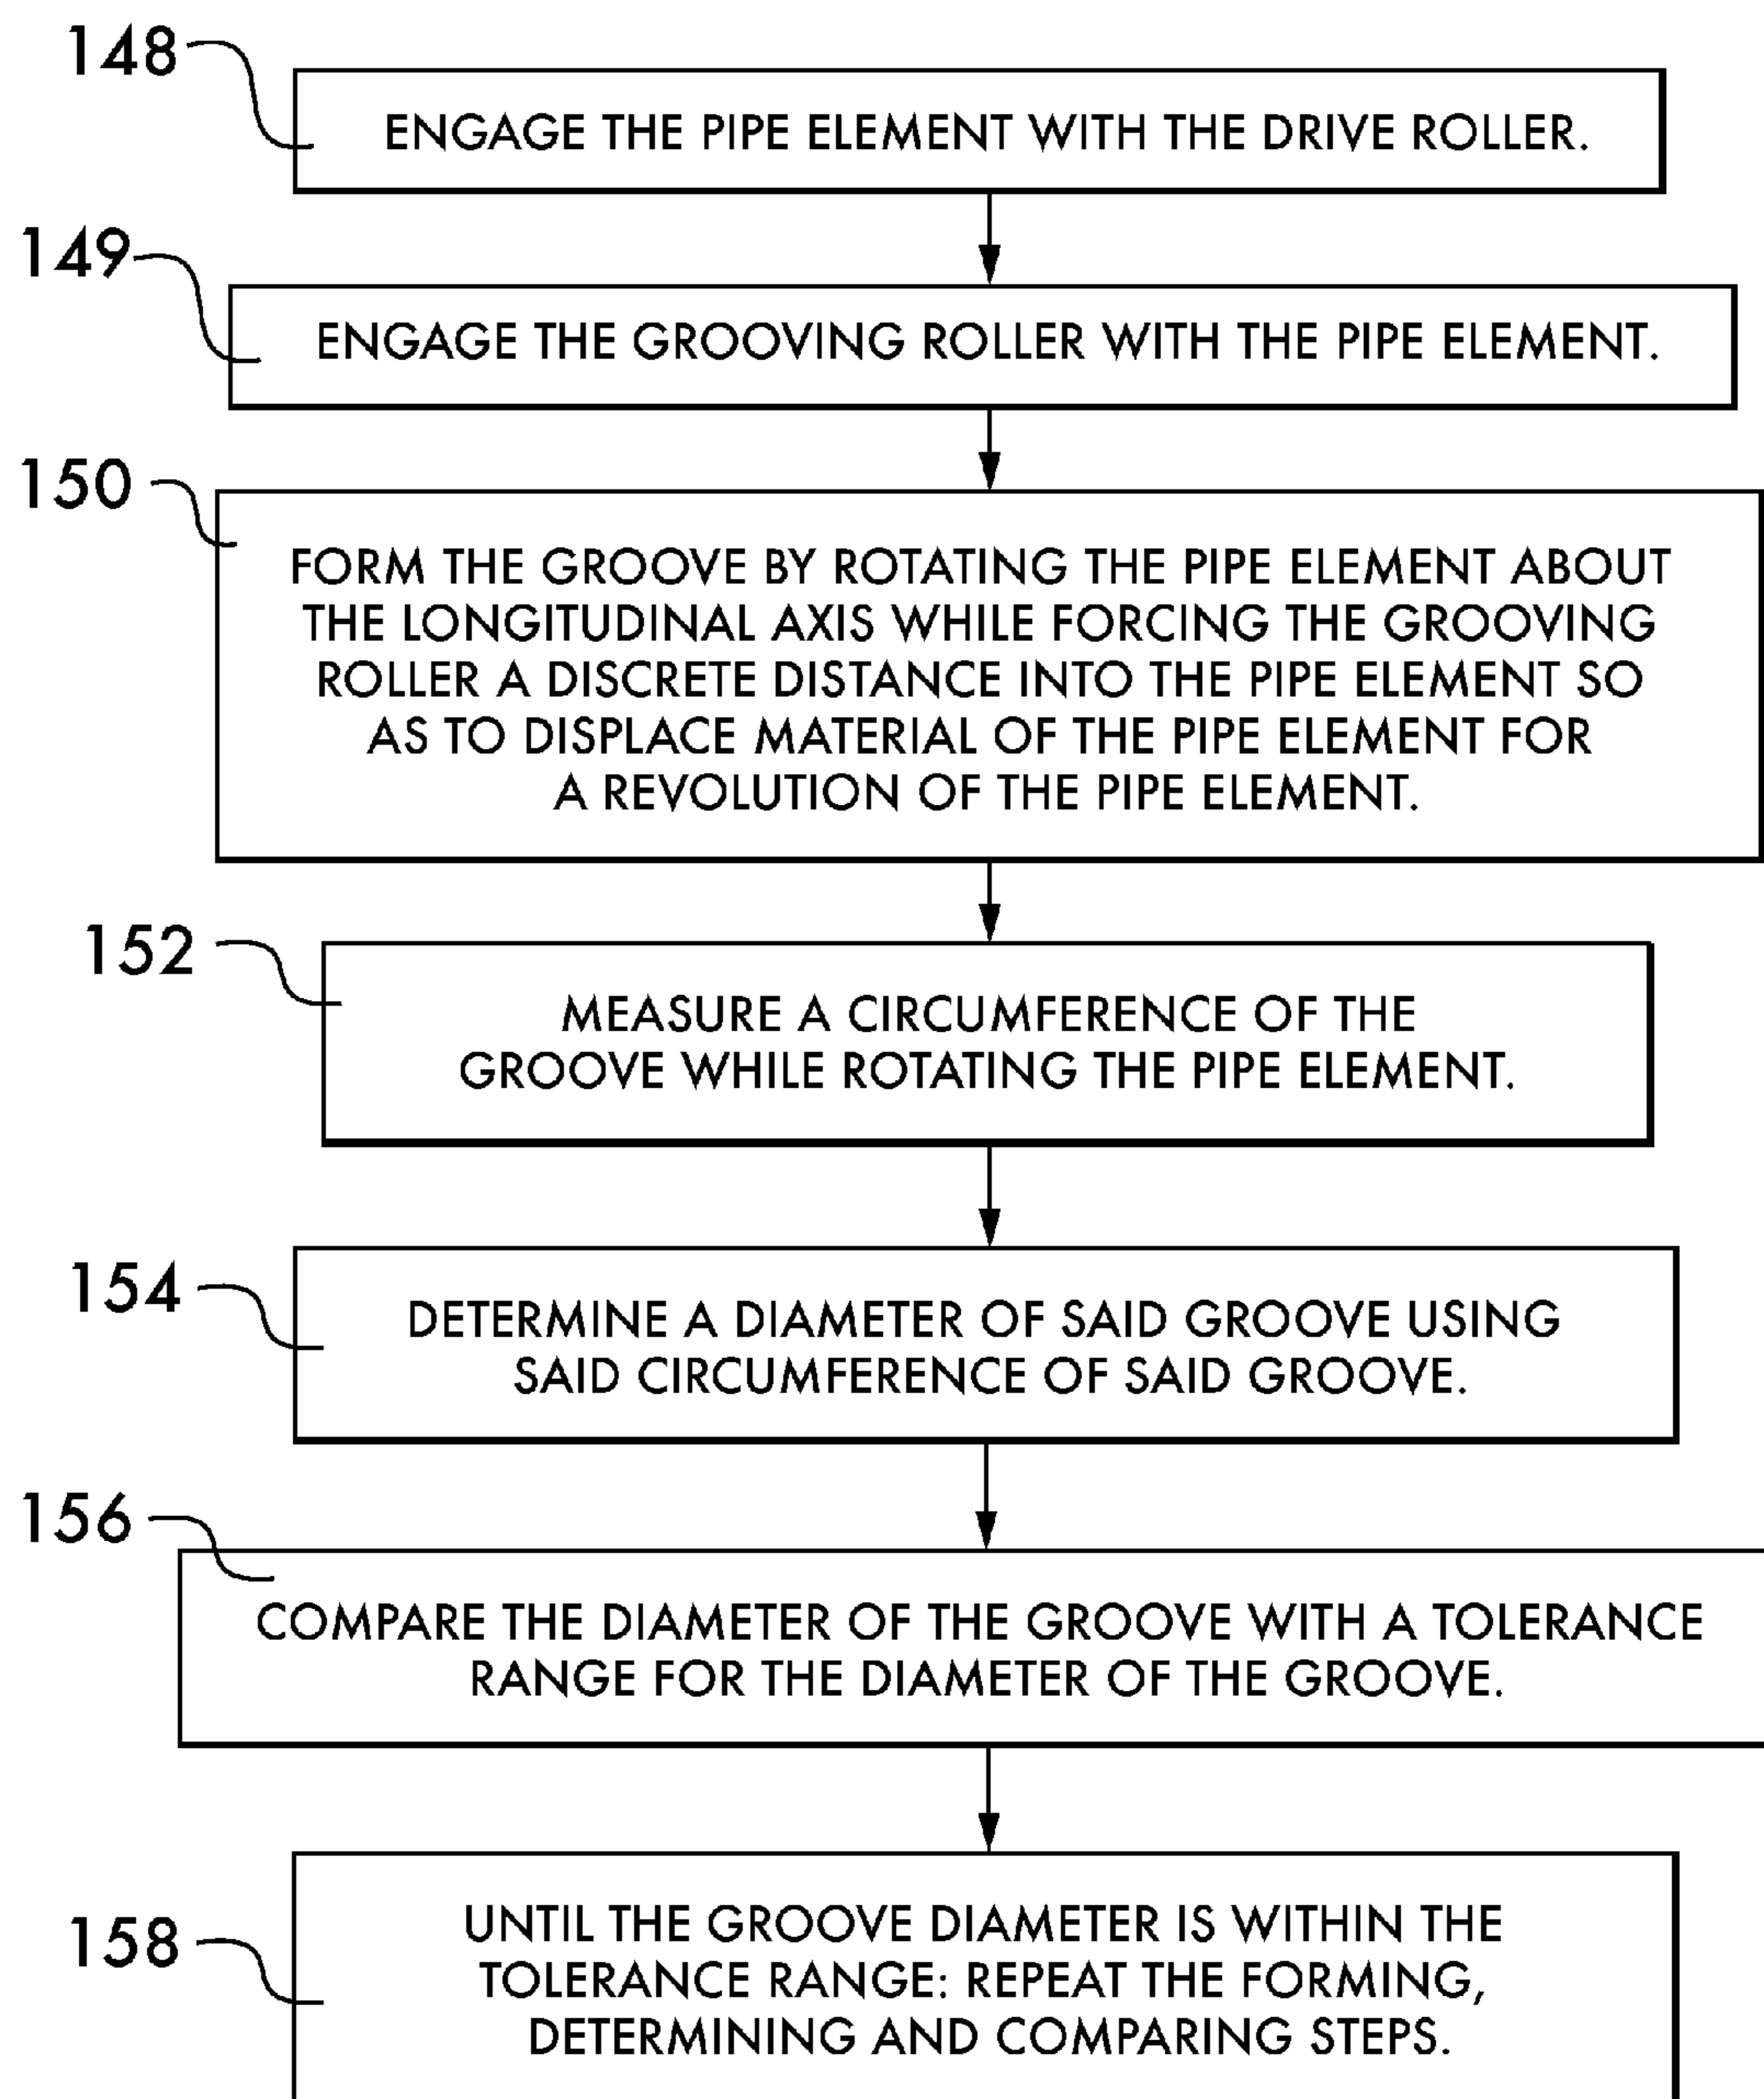 148
ENGAGE THE PIPE ELEMENT WITH THE DRIVE ROLLER.
149
ENGAGE THE GROOVING ROLLER WITH THE PIPE ELEMENT.
150
FORM THE GROOVE BY ROTATING THE PIPE ELEMENT ABOUT
THE LONGITUDINAL AXIS WHILE FORCING THE GROOVING
ROLLER A DISCRETE DISTANCE INTO THE PIPE ELEMENT SO
AS TO DISPLACE MATERIAL OF THE PIPE ELEMENT FOR
A REVOLUTION OF THE PIPE ELEMENT.
152
MEASURE A CIRCUMFERENCE OF THE
GROOVE WHILE ROTATING THE PIPE ELEMENT.
154
DETERMINE A DIAMETER OF SAID GROOVE USING
SAID CIRCUMFERENCE OF SAID GROOVE.
156
COMPARE THE DIAMETER OF THE GROOVE WITH A TOLERANCE
RANGE FOR THE DIAMETER OF THE GROOVE.
158
UNTIL THE GROOVE DIAMETER IS WITHIN THE
TOLERANCE RANGE: REPEAT THE FORMING,
DETERMINING AND COMPARING STEPS.